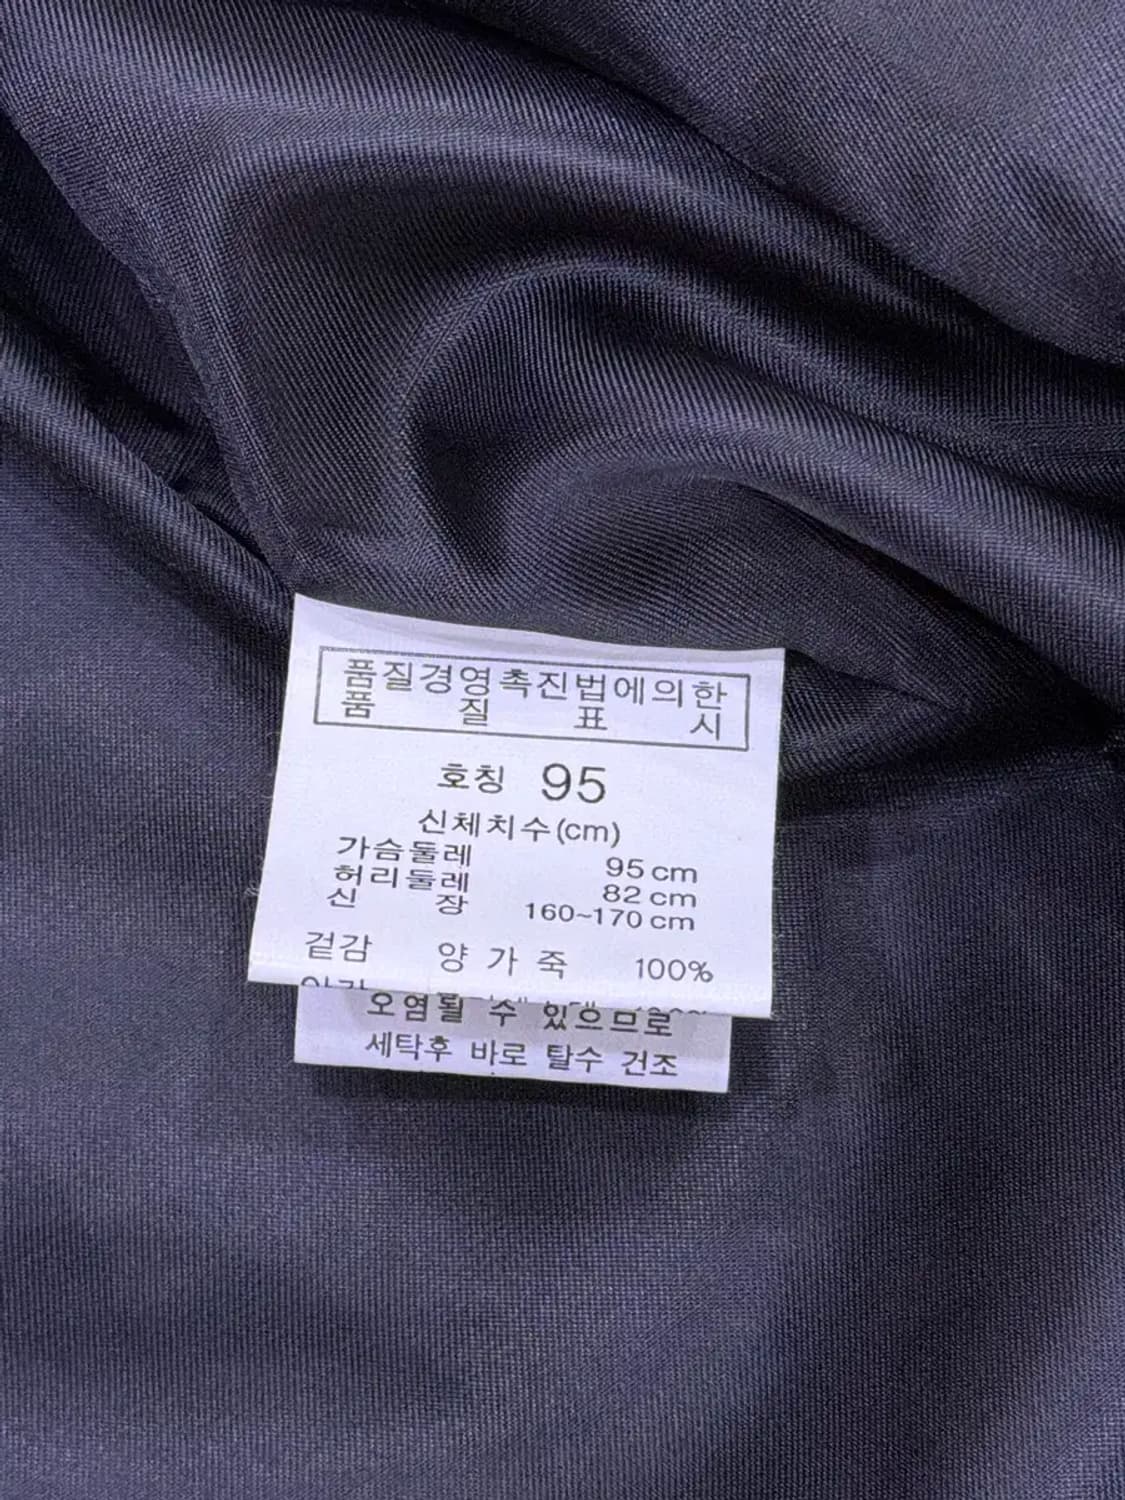 품질경영촉진법에의한
품 질 표 시
호칭 95
신체치수(cm)
가슴둘레 95 cm
허리둘레 82 cm
신 장 160~170 cm
겉감 양 가 죽 100%
오염될 수 있으므로
세탁후 바로 탈수 건조